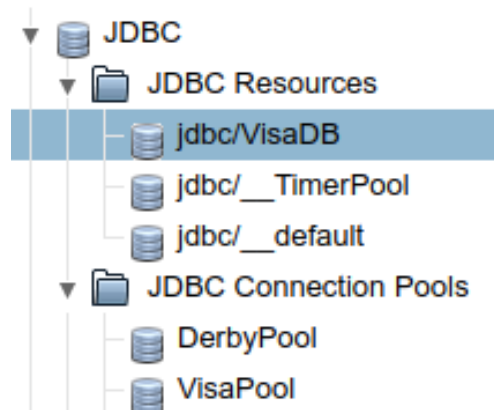 JDBC
JDBC Resources
jdbc/VisaDB
jdbc/__TimerPool
jdbc/__default
JDBC Connection Pools
DerbyPool
VisaPool